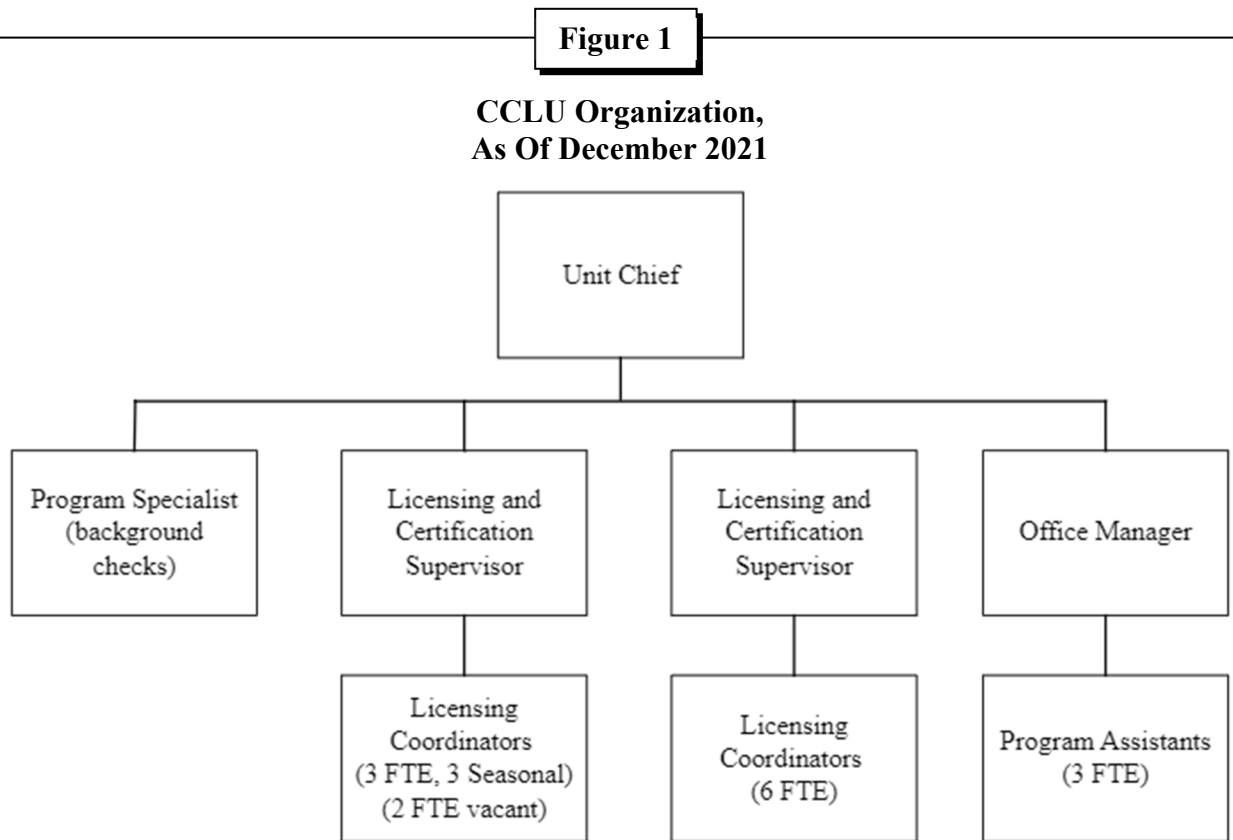 Figure 1
CCLU Organization,
As Of December 2021
Unit Chief
Program Specialist
(background
checks)
Licensing and
Certification
Supervisor
Licensing and
Certification
Supervisor
Office Manager
Licensing
Coordinators
(3 FTE, 3 Seasonal)
(2 FTE vacant)
Licensing
Coordinators
(6 FTE)
Program Assistants
(3 FTE)